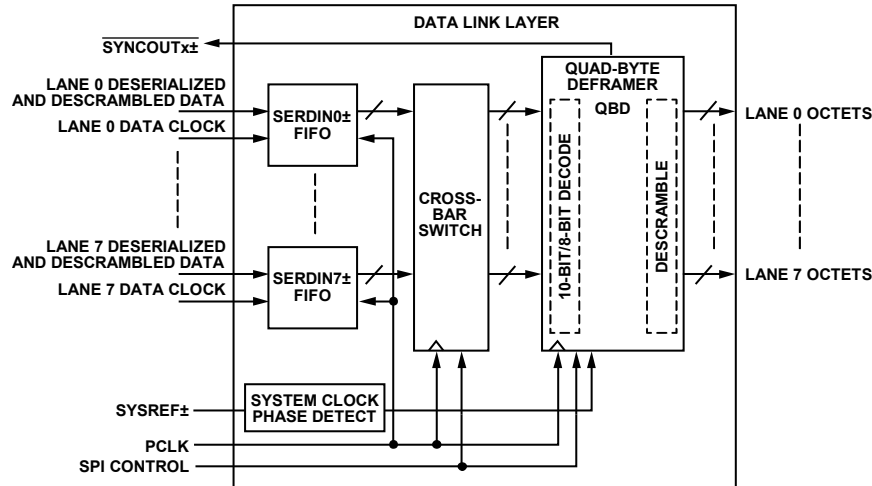 DATA LINK LAYER
SYNCOUTx±
LANE 0 DESERIALIZED
AND DESCRAMBLED DATA
LANE 0 DATA CLOCK
SERDIN0±
FIFO
CROSS-
BAR
SWITCH
QUAD-BYTE
DEFRAMER
QBD
10-BIT/8-BIT DECODE
DESCRAMBLE
LANE 0 OCTETS
LANE 7 DESERIALIZED
AND DESCRAMBLED DATA
LANE 7 DATA CLOCK
SERDIN7±
FIFO
LANE 7 OCTETS
SYSREF±
SYSTEM CLOCK
PHASE DETECT
PCLK
SPI CONTROL